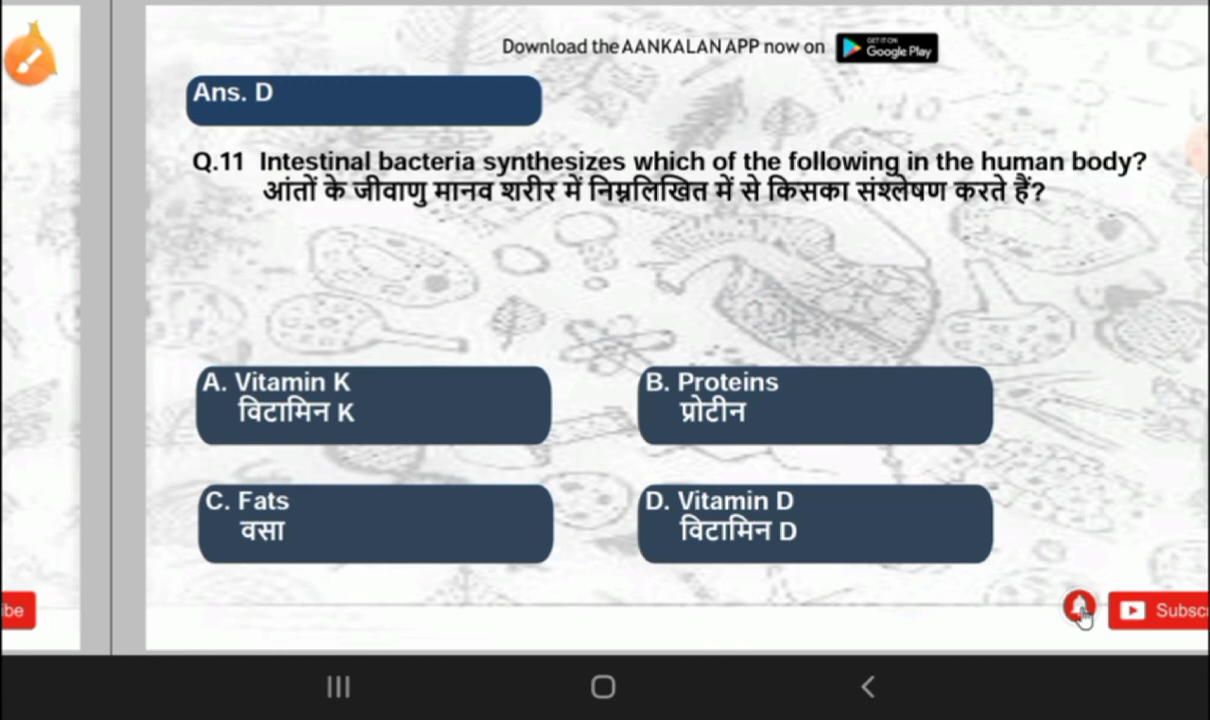 Download the AANKALAN APP now on
GET IT ON
Google Play
Ans. D
Q.11 Intestinal bacteria synthesizes which of the following in the human body?
आंतों के जीवाणु मानव शरीर में निम्नलिखित में से किसका संश्लेषण करते हैं?
A. Vitamin K
विटामिन K
B. Proteins
प्रोटीन
C. Fats
वसा
D. Vitamin D
विटामिन D
ibe
Subsc